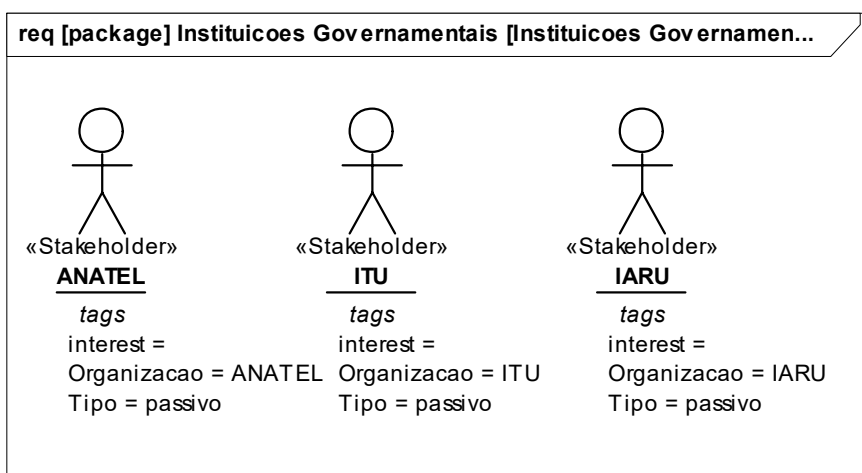 req [package] Instituicoes Governamentais [Instituicoes Governamen...
«Stakeholder» «Stakeholder» «Stakeholder»
ANATEL ITU IARU
tags tags tags
interest = interest = interest =
Organizacao = ANATEL Organizacao = ITU Organizacao = IARU
Tipo = passivo Tipo = passivo Tipo = passivo